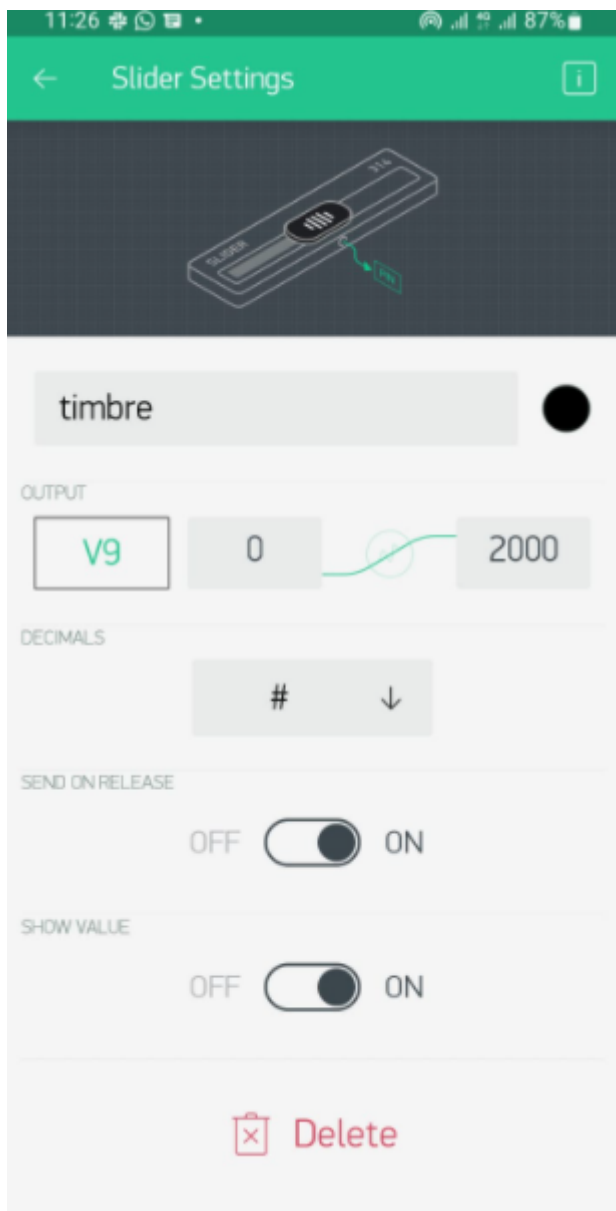 11:26 87%
Slider Settings
i
SLIDER 314
PIN
timbre
OUTPUT
V9 0 2000
DECIMALS
#
SEND ON RELEASE
OFF ON
SHOW VALUE
OFF ON
Delete